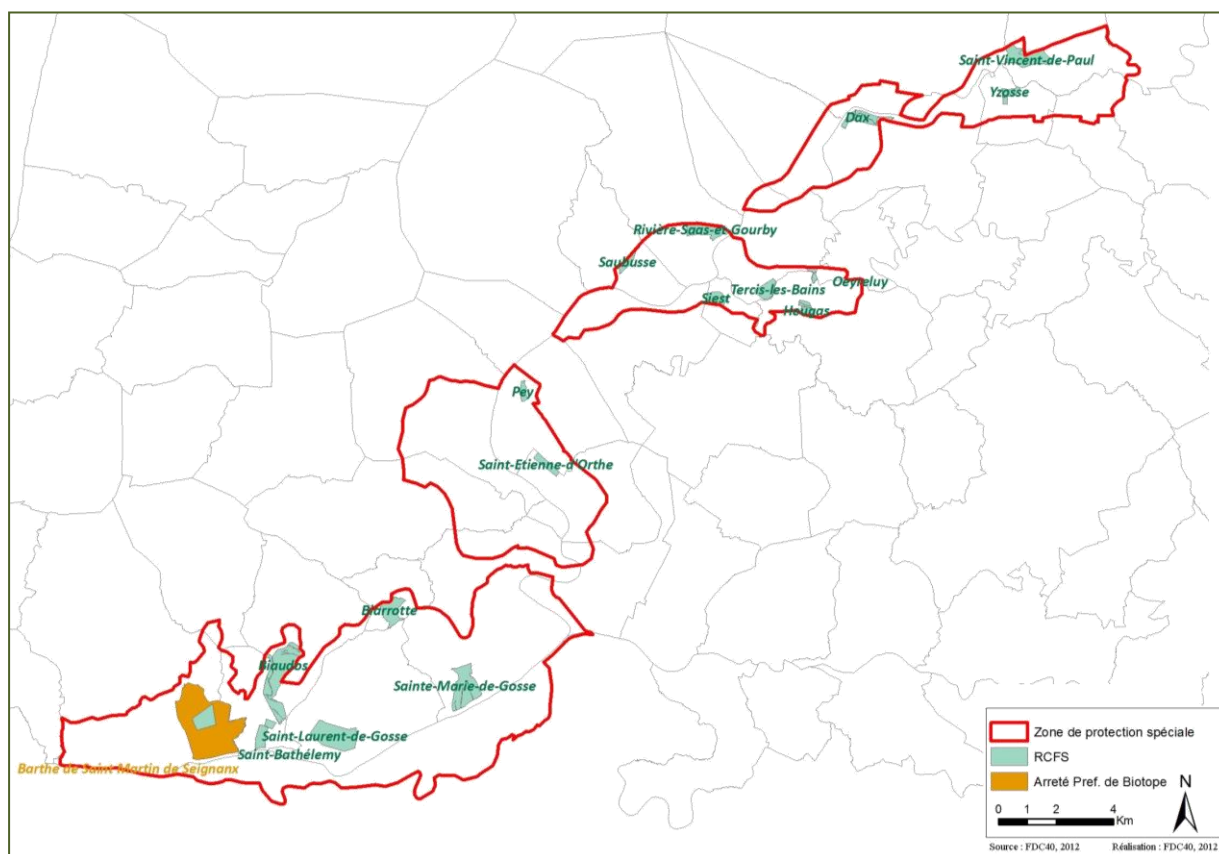 Saint-Vincent-de-Paul
Yzosse
Dax
Rivière-Saas-et-Gourby
Saubusse
Oeyreluy
Tercis-les-Bains
Siest
Hougas
Pey
Saint-Etienne-d'Orthe
Biarrotte
Biaudos
Sainte-Marie-de-Gosse
Saint-Laurent-de-Gosse
Saint-Bathélemy
Barthe de Saint Martin de Seignanx
Zone de protection spéciale
RCFS
Arreté Pref. de Biotope
N
0 1 2 4
Km
Source : FDC40, 2012 Réalisation : FDC40, 2012